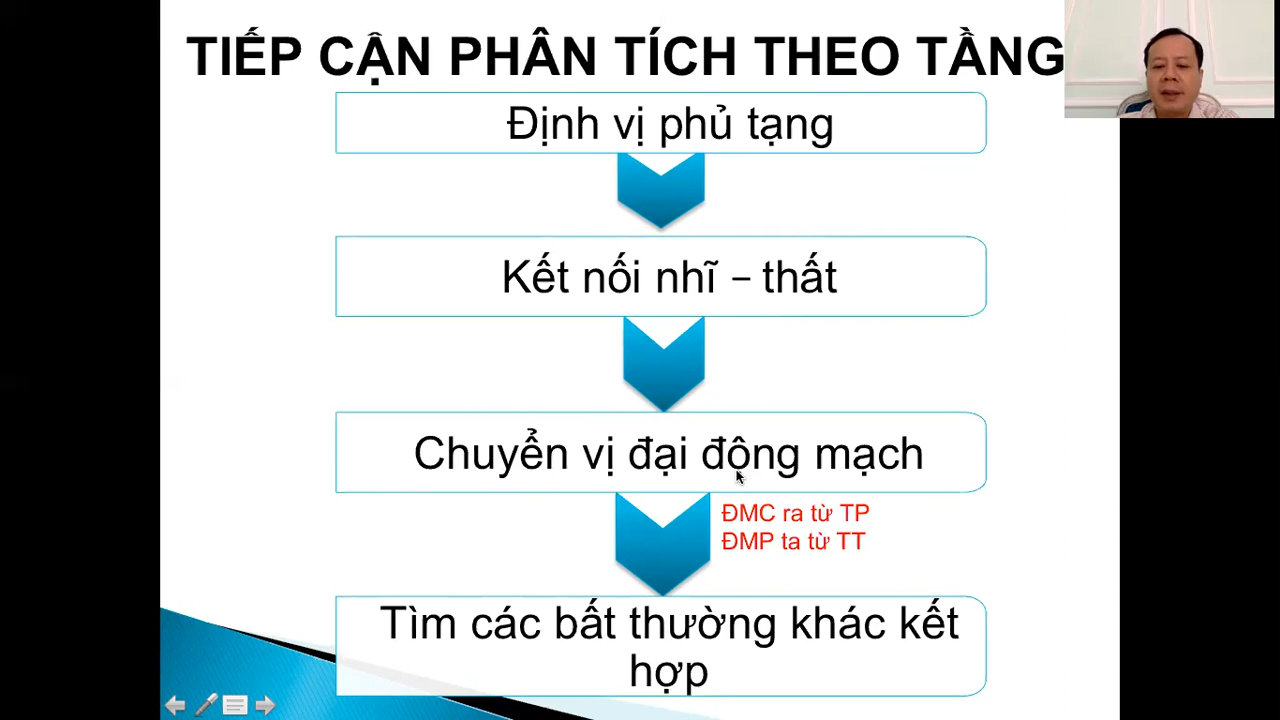 TIẾP CẬN PHÂN TÍCH THEO TẦNG
Định vị phủ tạng
Kết nối nhĩ – thất
Chuyển vị đại động mạch
ĐMC ra từ TP
ĐMP ta từ TT
Tìm các bất thường khác kết
hợp